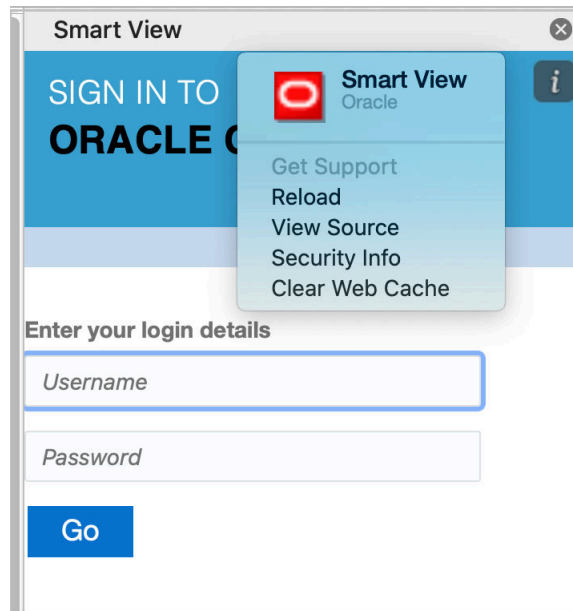 Smart View
SIGN IN TO
ORACLE
Smart View
Oracle
i
Get Support
Reload
View Source
Security Info
Clear Web Cache
Enter your login details
Username
Password
Go